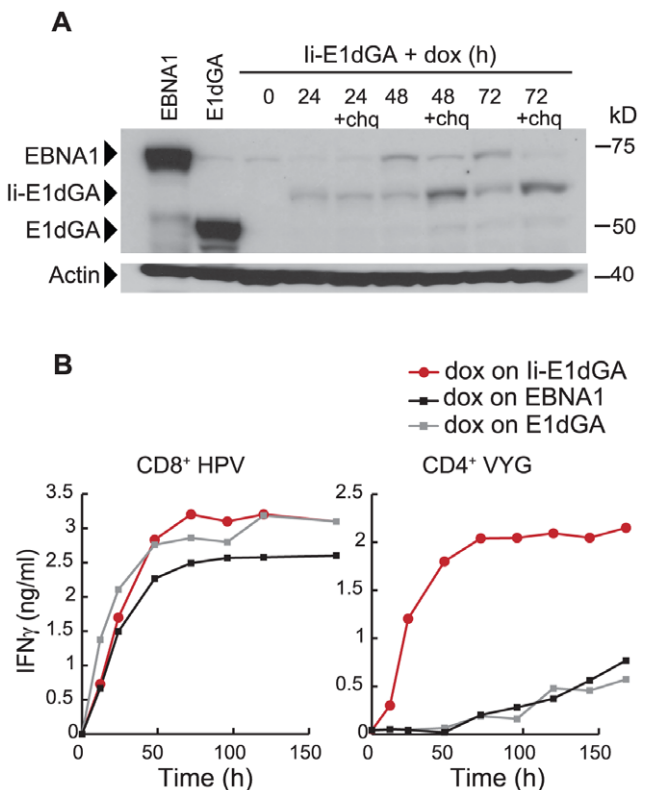 A
Ii-E1dGA + dox (h)
EBNA1
E1dGA
0 24 24 48 48 72 72
+chq +chq +chq
kD
EBNA1
Ii-E1dGA
E1dGA
Actin
75
50
40
B
dox on Ii-E1dGA
dox on EBNA1
dox on E1dGA
CD8⁺ HPV
CD4⁺ VYG
IFNγ (ng/ml)
3.5
3
2.5
2
1.5
1
0.5
0
0 50 100 150
Time (h)
2.5
2
1.5
1
0.5
0
0 50 100 150
Time (h)